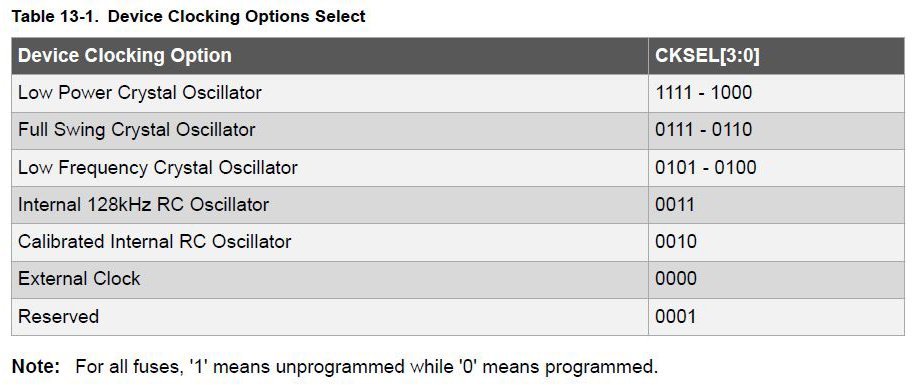 Table 13-1. Device Clocking Options Select
Device Clocking Option CKSEL[3:0]
Low Power Crystal Oscillator 1111 - 1000
Full Swing Crystal Oscillator 0111 - 0110
Low Frequency Crystal Oscillator 0101 - 0100
Internal 128kHz RC Oscillator 0011
Calibrated Internal RC Oscillator 0010
External Clock 0000
Reserved 0001
Note: For all fuses, '1' means unprogrammed while '0' means programmed.